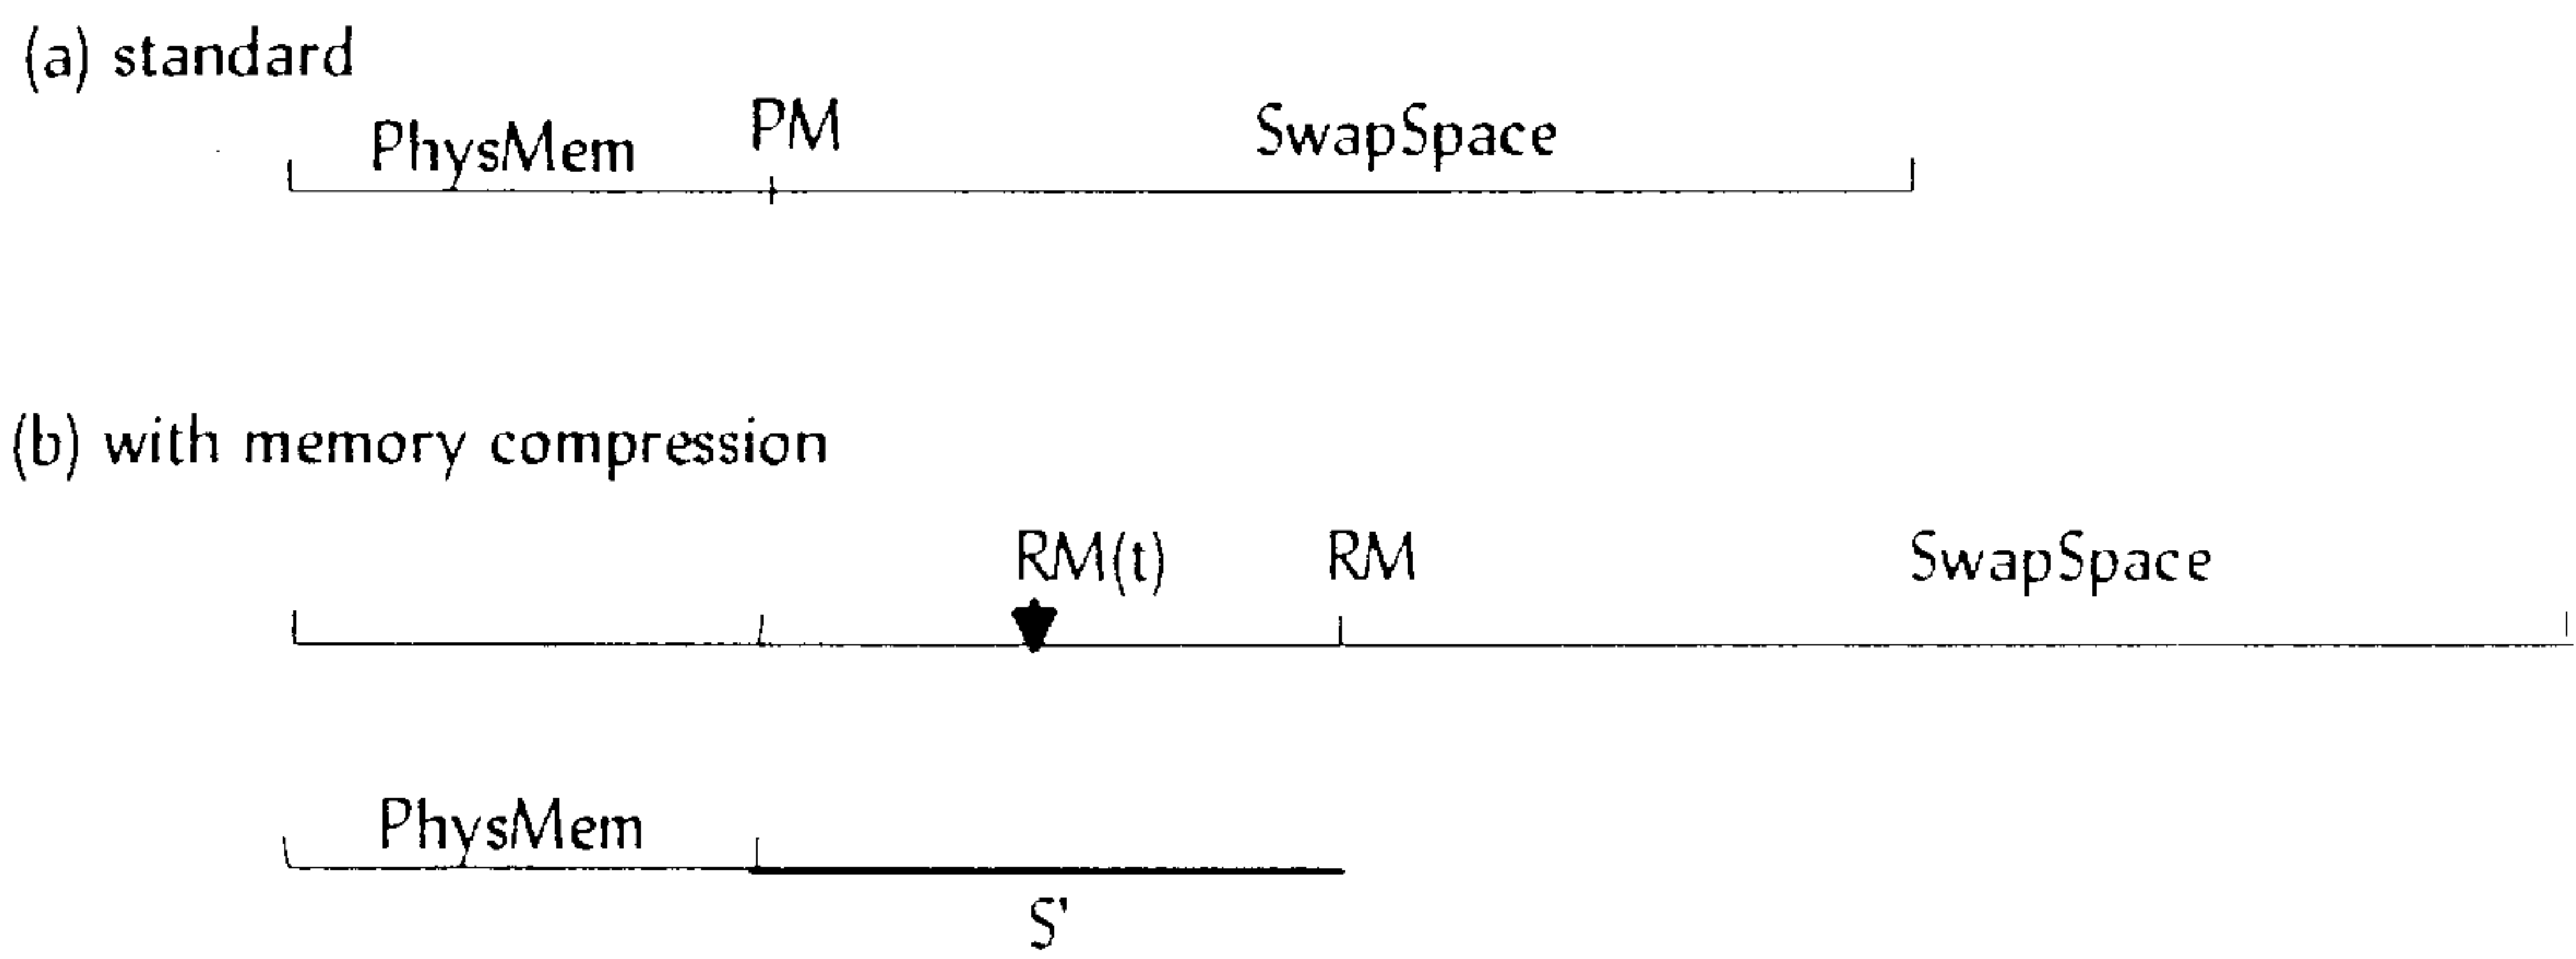 (a) standard
PhysMem PM SwapSpace
(b) with memory compression
RM(t) RM SwapSpace
PhysMem
S'